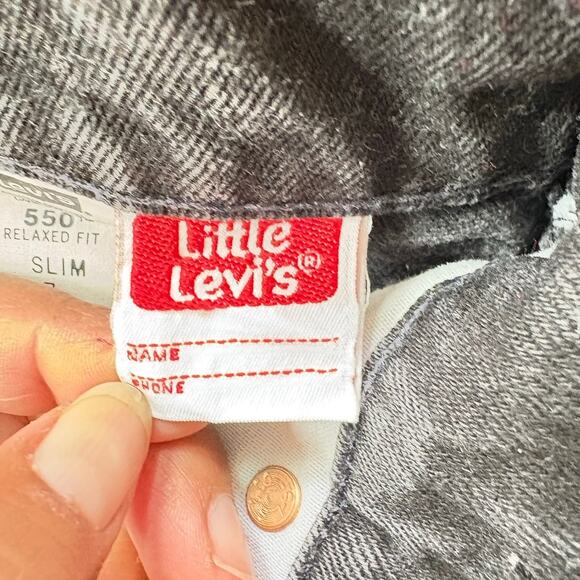 550
RELAXED FIT
SLIM
Little
Levi's®
NAME
PHONE